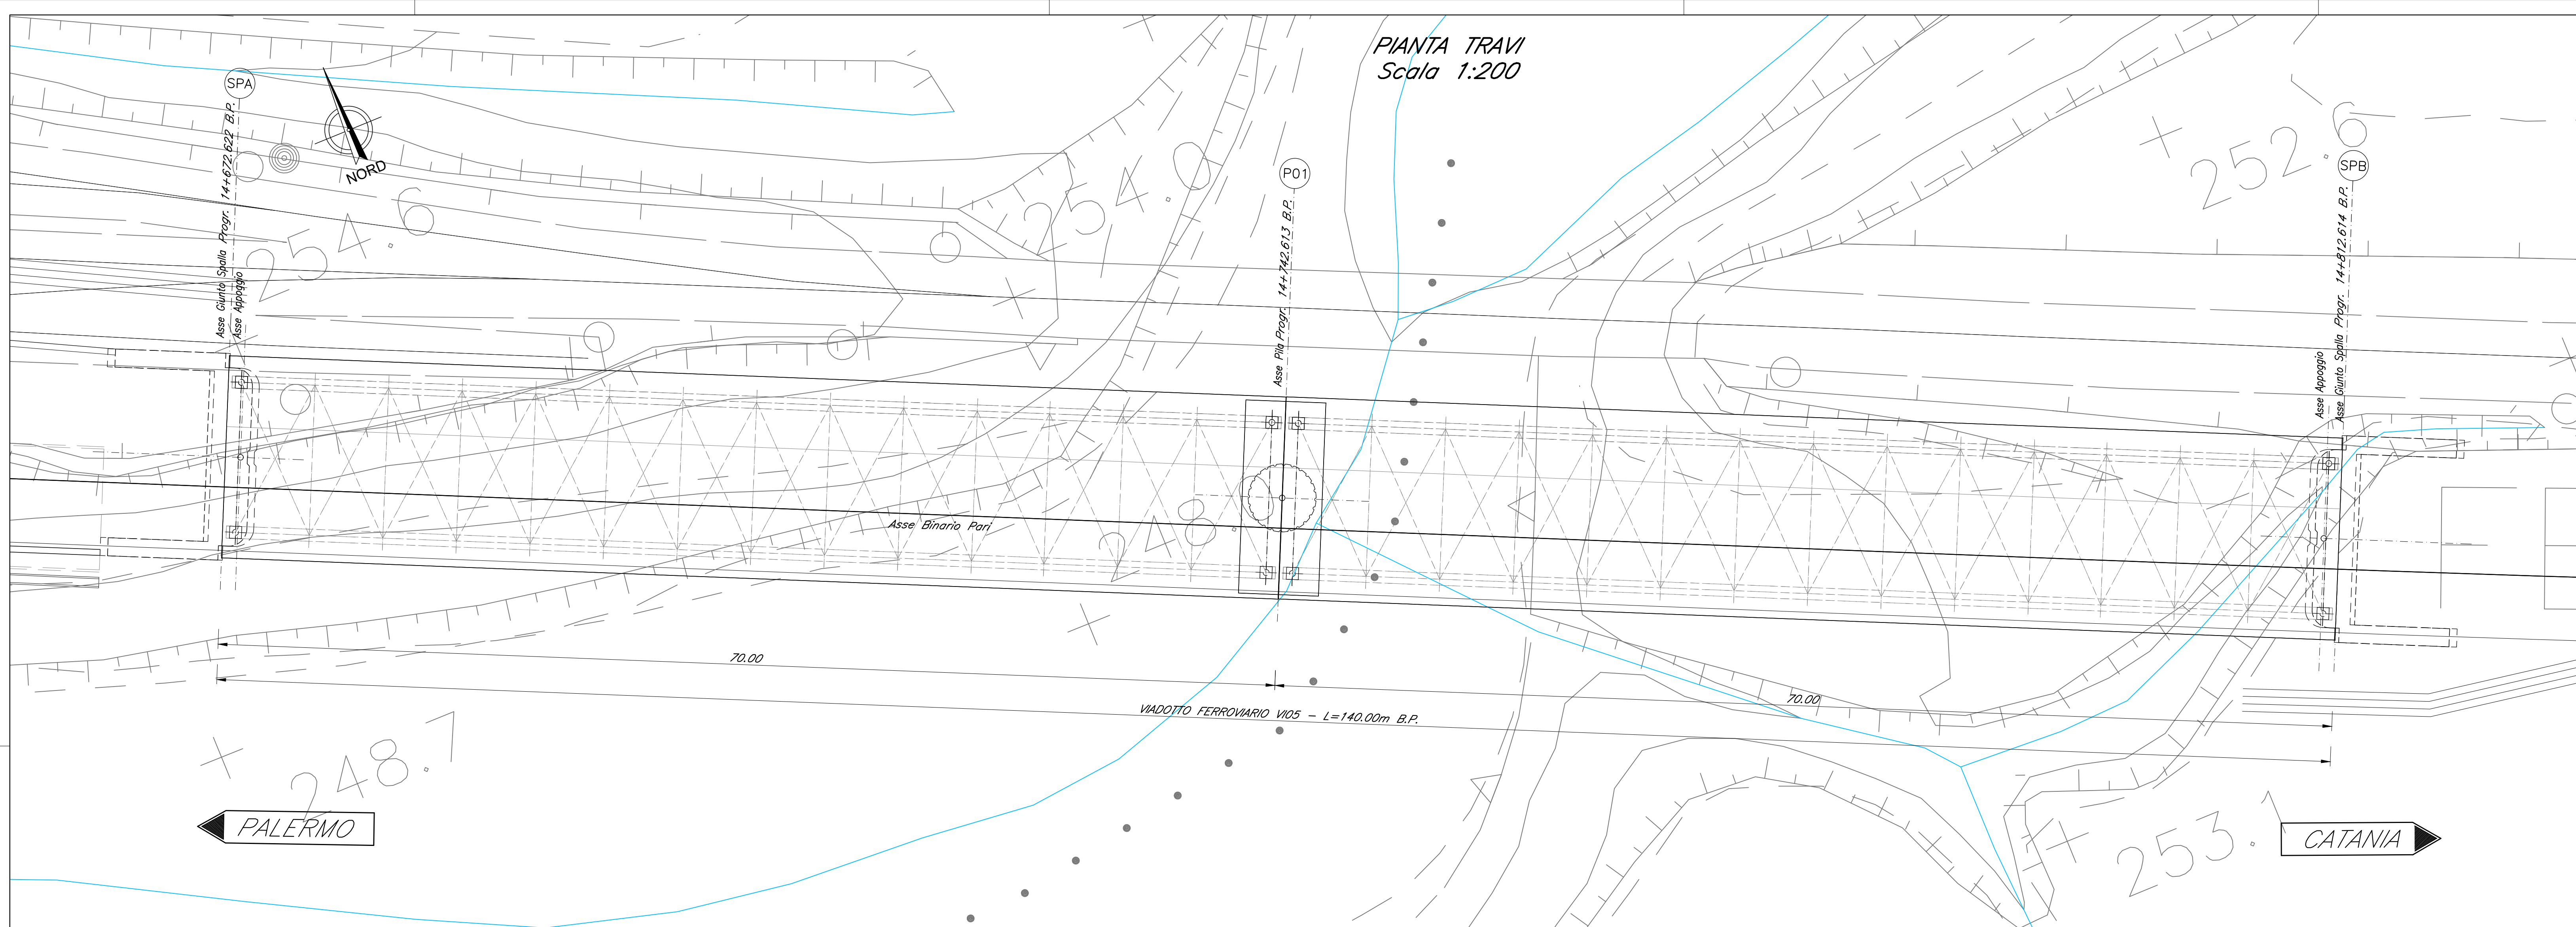 PIANTA TRAVI
Scala 1:200
SPA
Asse Giunto Spalla Progr. 14+672.622 B.P.
Asse Appoggio
NORD
254.6
254.0
P01
Asse Pila Progr. 14+742.613 B.P.
252.6
SPB
Asse Appoggio
Asse Giunto Spalla Progr. 14+812.614 B.P.
Asse Binario Pari
70.00
70.00
VIADOTTO FERROVIARIO VI05 - L=140.00m B.P.
248.7
PALERMO
253.1
CATANIA